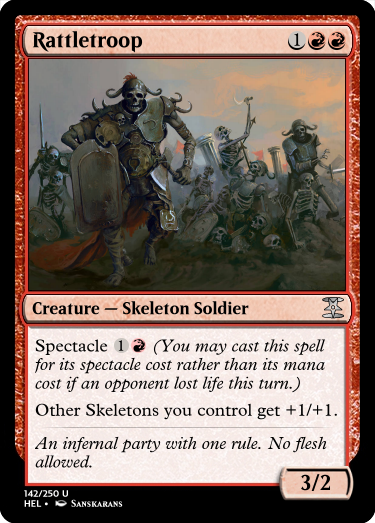 Rattletroop 1
Creature — Skeleton Soldier
Spectacle 1 (You may cast this spell
for its spectacle cost rather than its mana
cost if an opponent lost life this turn.)
Other Skeletons you control get +1/+1.
An infernal party with one rule. No flesh
allowed.
3/2
142/250 U
HEL • Sanskarans